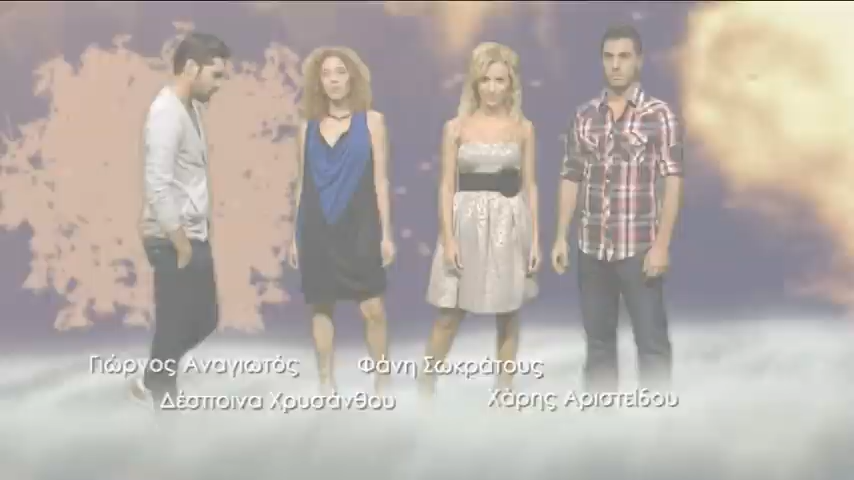 Γιώργος Αναγιωτός
Φάνη Σωκράτους
Δέσποινα Χρυσάνθου
Χάρης Αριστείδου